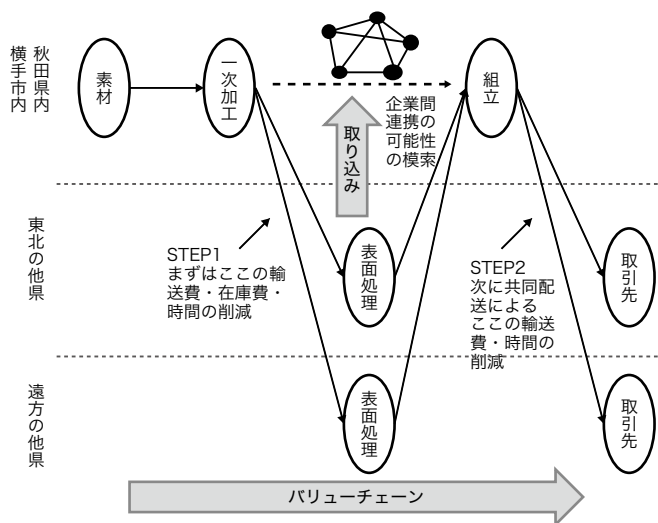 秋田県内
横手市内
素材
一次加工
組立
企業間
連携の
可能性
の模索
取り込み
東北の他県
STEP1
まずはここの輸
送費・在庫費・
時間の削減
表面処理
STEP2
次に共同配
送による
ここの輸送
費・時間の
削減
取引先
遠方の他県
表面処理
取引先
バリューチェーン